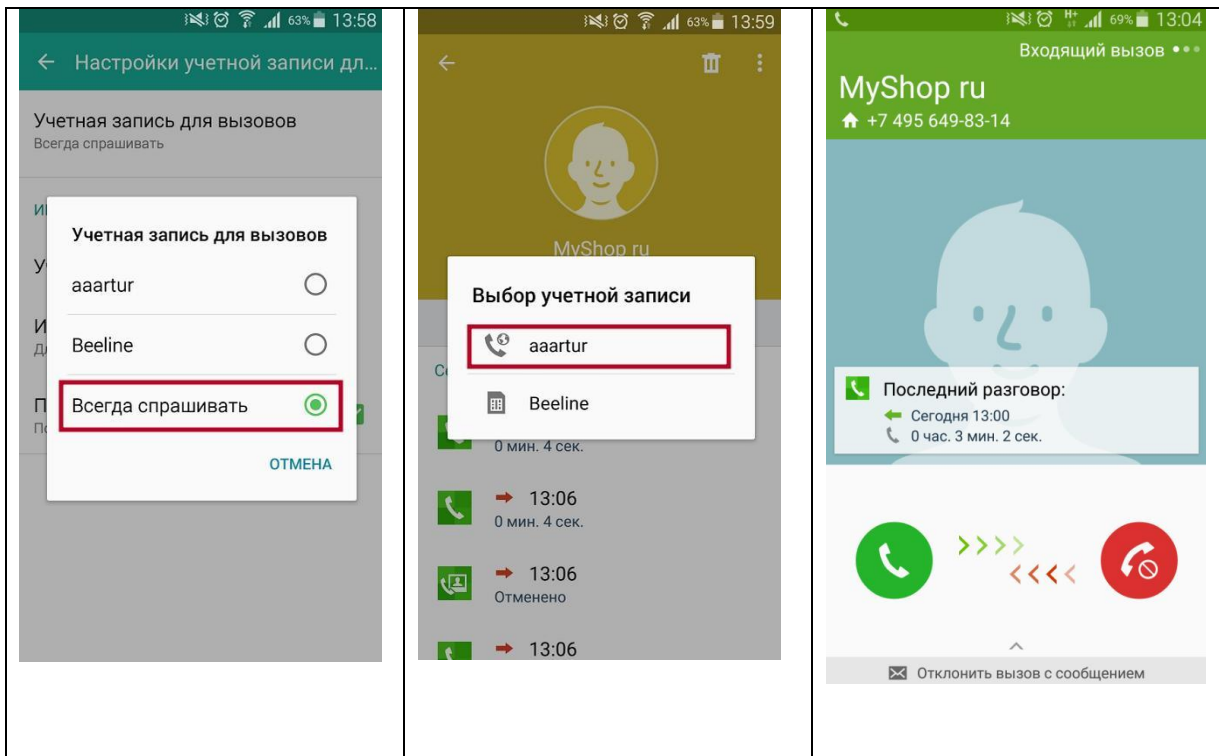 63% 13:58
Настройки учетной записи дл...
Учетная запись для вызовов
Всегда спрашивать
Учетная запись для вызовов
aaartur
Beeline
Всегда спрашивать
ОТМЕНА
63% 13:59
MyShop ru
Выбор учетной записи
aaartur
Beeline
0 мин. 4 сек.
13:06
0 мин. 4 сек.
13:06
Отменено
13:06
H+ 69% 13:04
Входящий вызов
MyShop ru
+7 495 649-83-14
Последний разговор:
Сегодня 13:00
0 час. 3 мин. 2 сек.
Отклонить вызов с сообщением